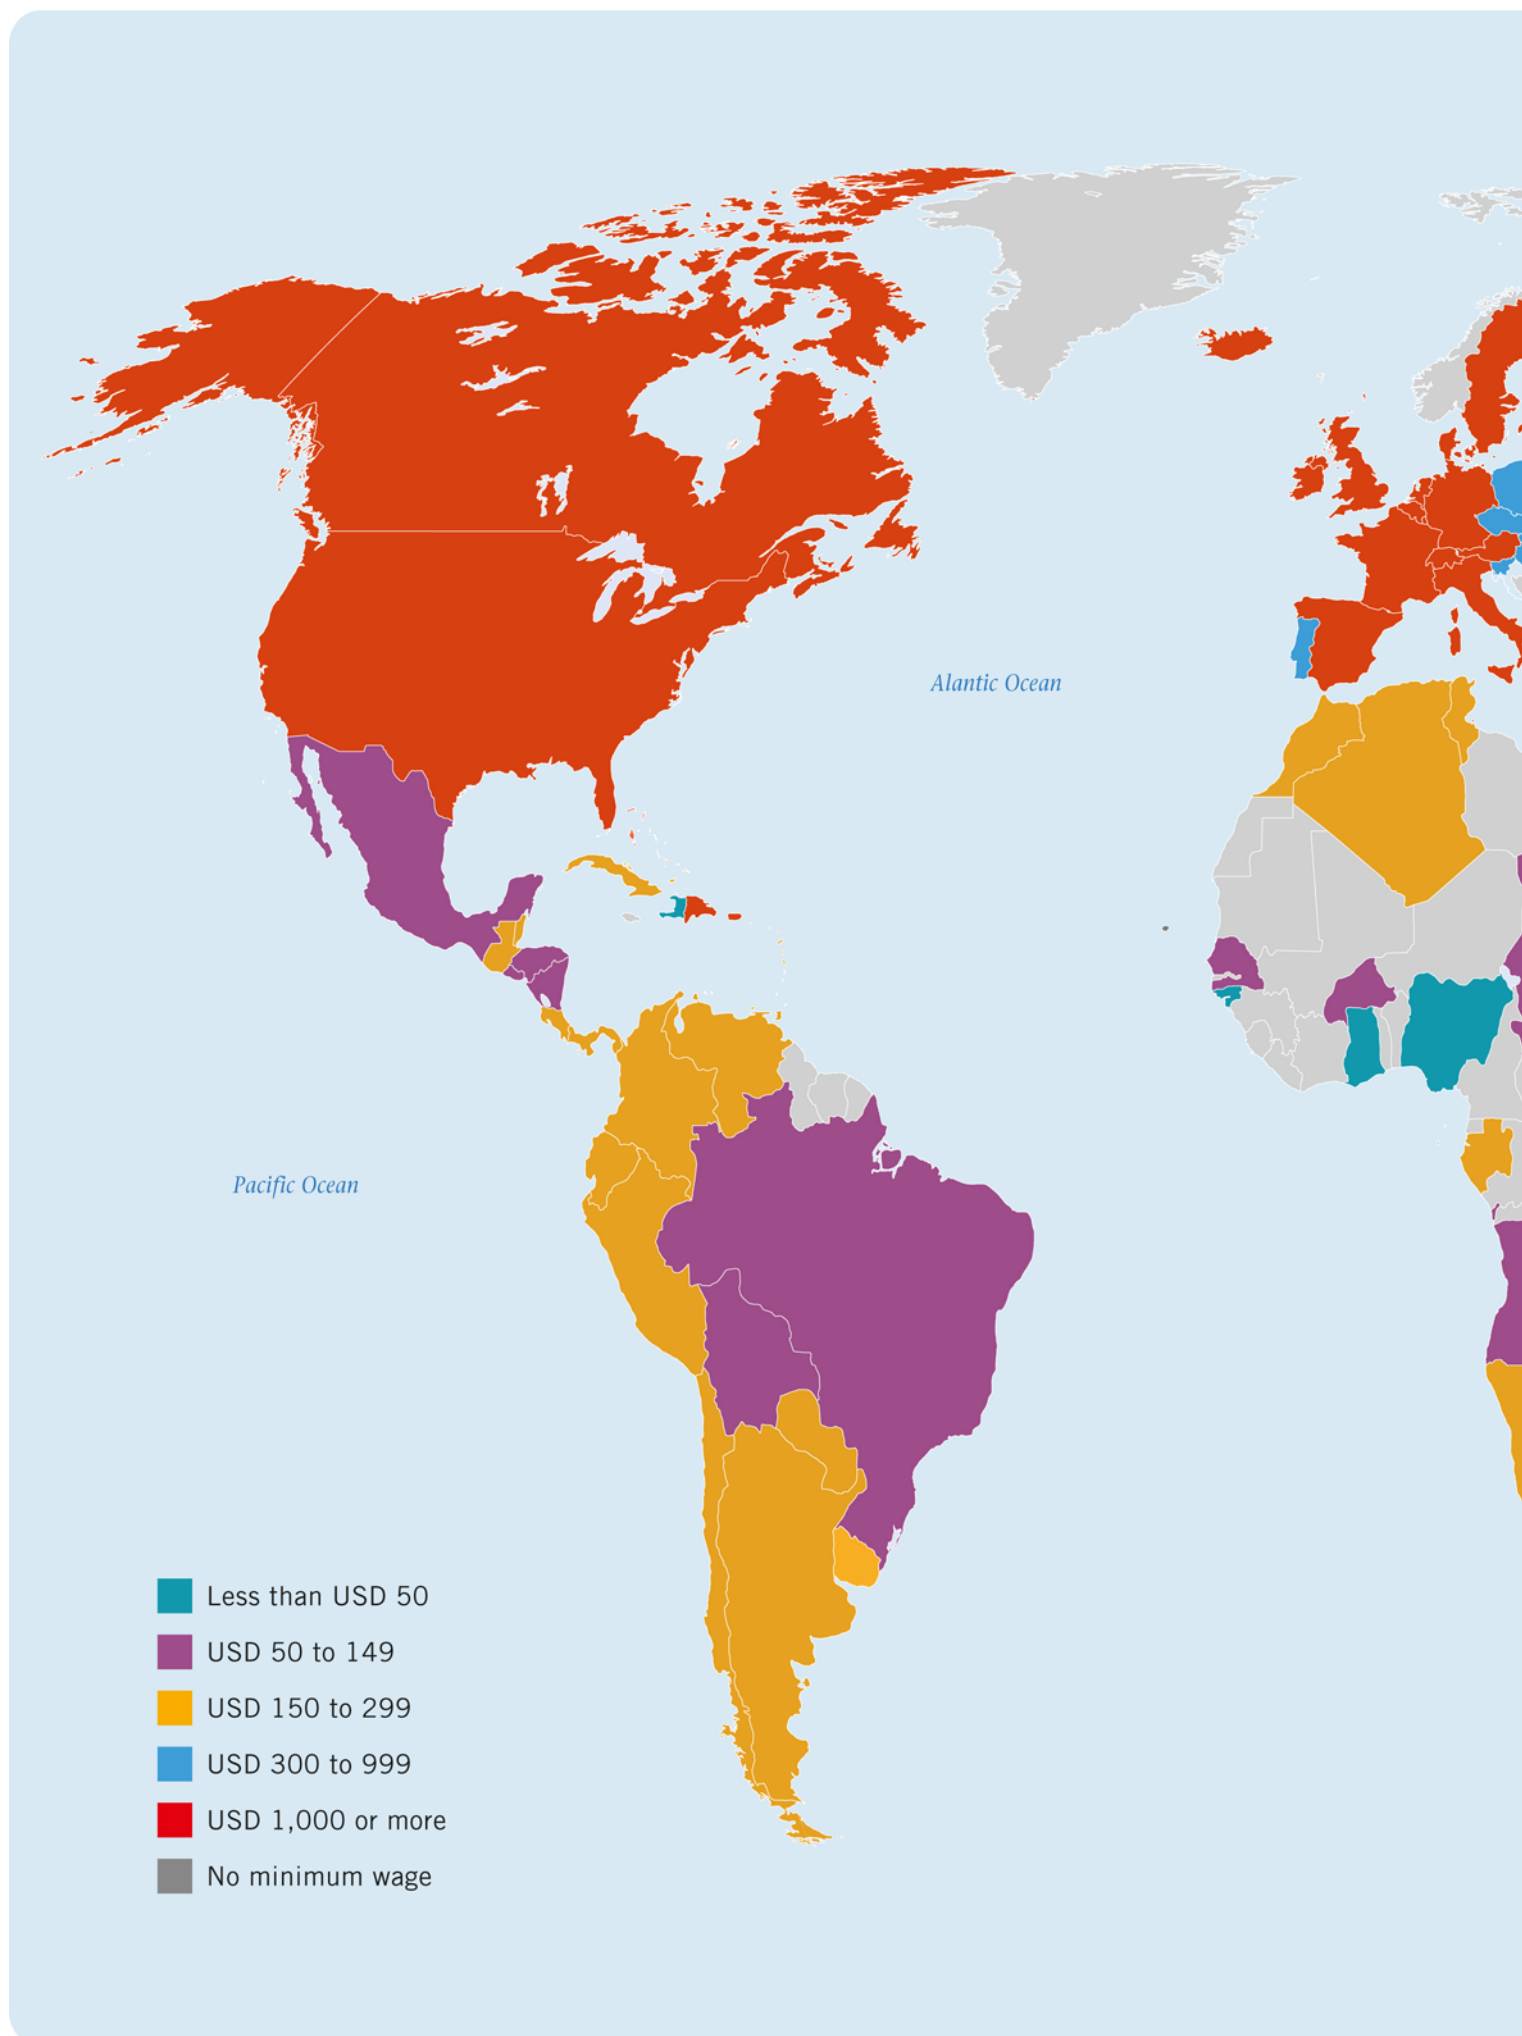 Alantic Ocean
Pacific Ocean
Less than USD 50
USD 50 to 149
USD 150 to 299
USD 300 to 999
USD 1,000 or more
No minimum wage